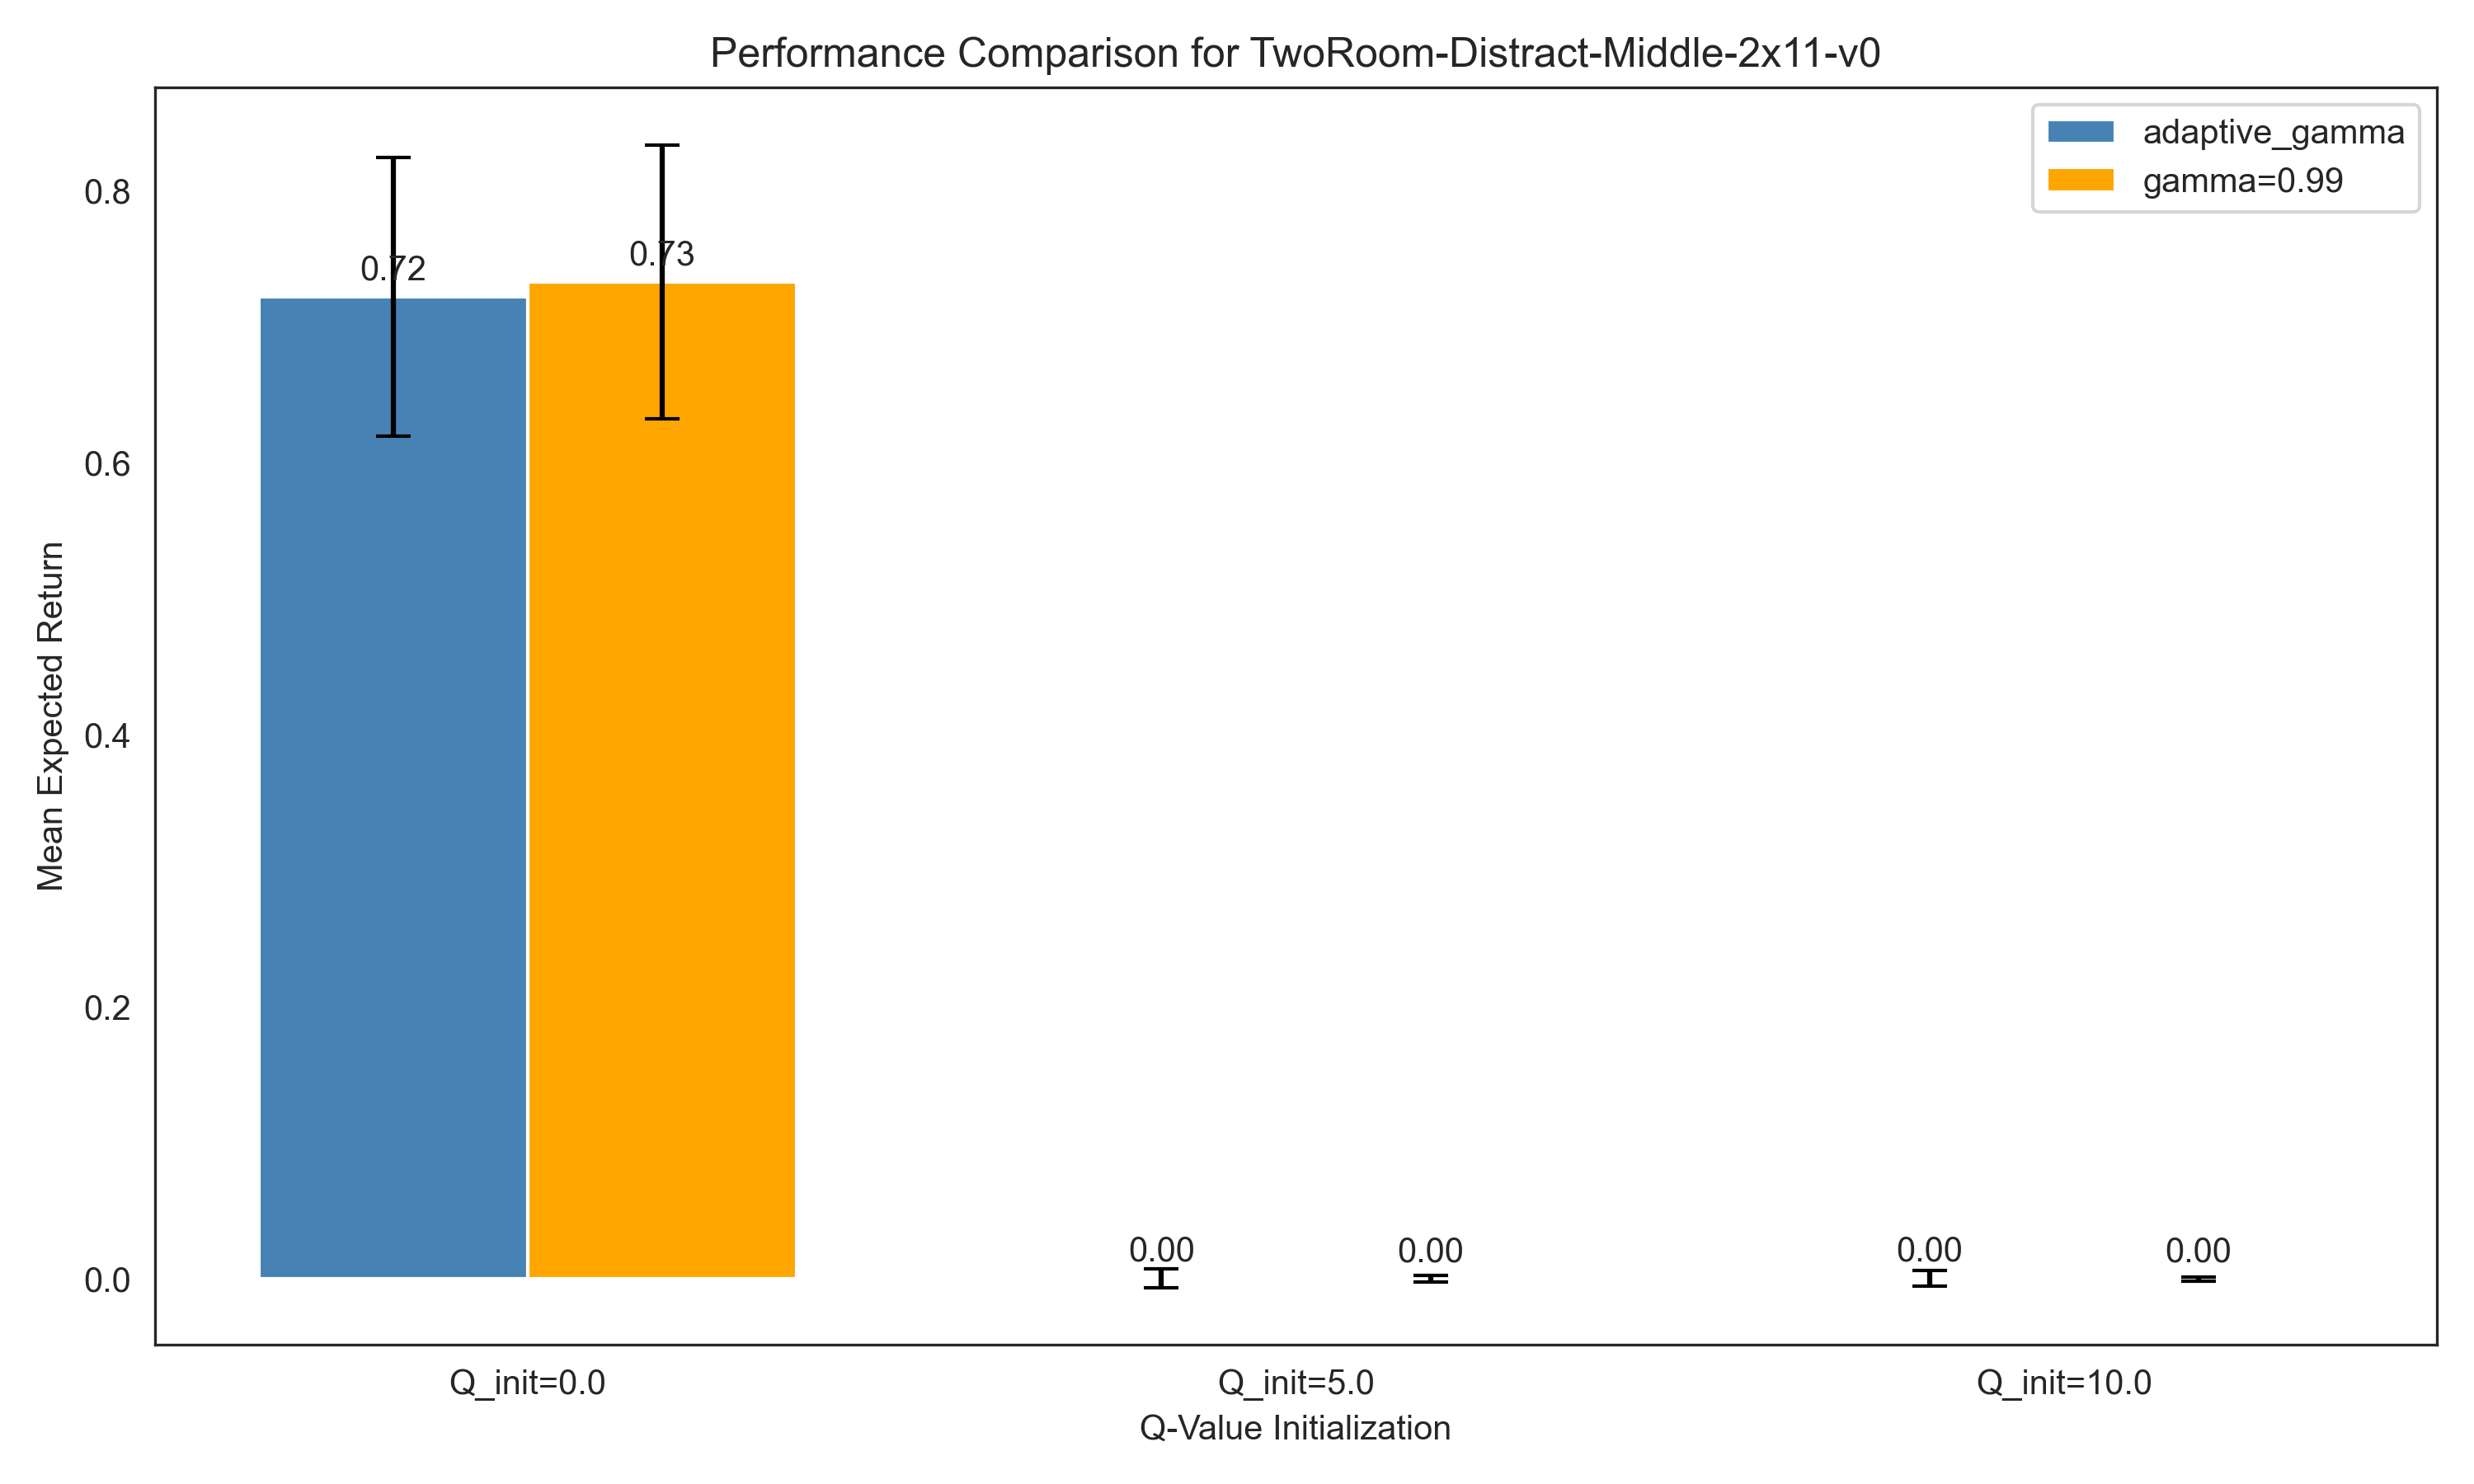 Performance Comparison for TwoRoom-Distract-Middle-2x11-v0
adaptive_gamma
gamma=0.99
Mean Expected Return
0.8
0.6
0.4
0.2
0.0
0.72
0.73
0.00
0.00
0.00
0.00
Q_init=0.0
Q_init=5.0
Q_init=10.0
Q-Value Initialization